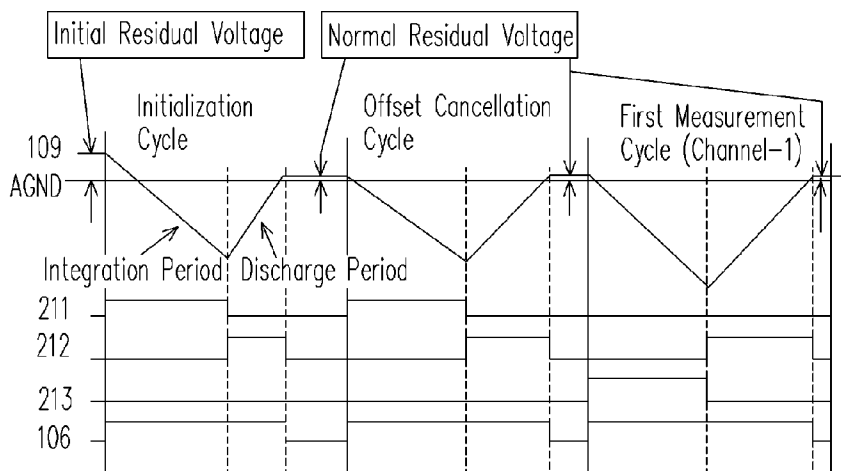 Initial Residual Voltage
Normal Residual Voltage
Initialization
Cycle
Offset Cancellation
Cycle
First Measurement
Cycle (Channel-1)
109
AGND
Integration Period
Discharge Period
211
212
213
106